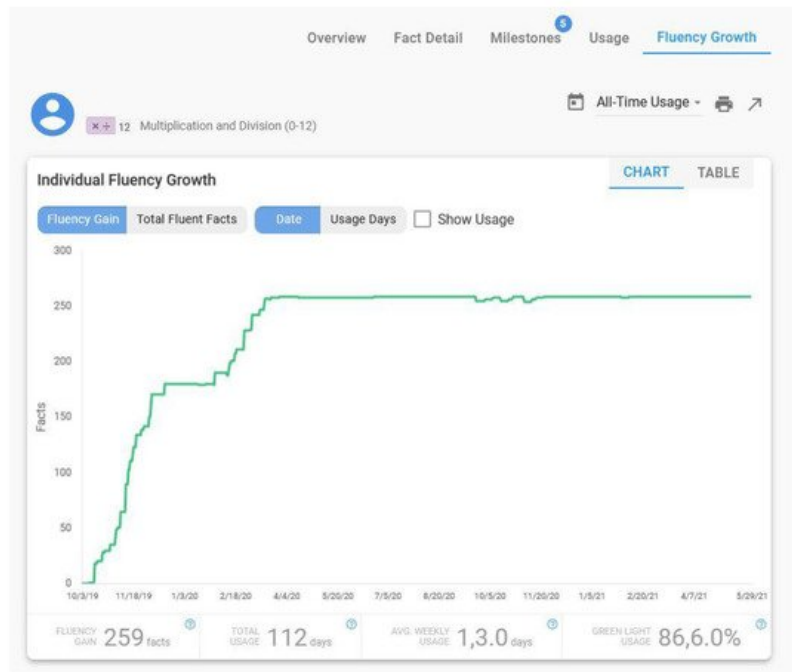 5
Overview Fact Detail Milestones Usage Fluency Growth
All-Time Usage
×÷ 12 Multiplication and Division (0-12)
Individual Fluency Growth
CHART TABLE
Fluency Gain Total Fluent Facts Date Usage Days Show Usage
300
250
200
150
100
50
0
Facts
10/3/19 11/18/19 1/3/20 2/18/20 4/4/20 5/20/20 7/5/20 8/20/20 10/5/20 11/20/20 1/5/21 2/20/21 4/7/21 5/29/21
FLUENCY GAIN 259 facts
TOTAL USAGE 112 days
AVG. WEEKLY USAGE 1,3.0 days
GREEN LIGHT USAGE 86,6.0%